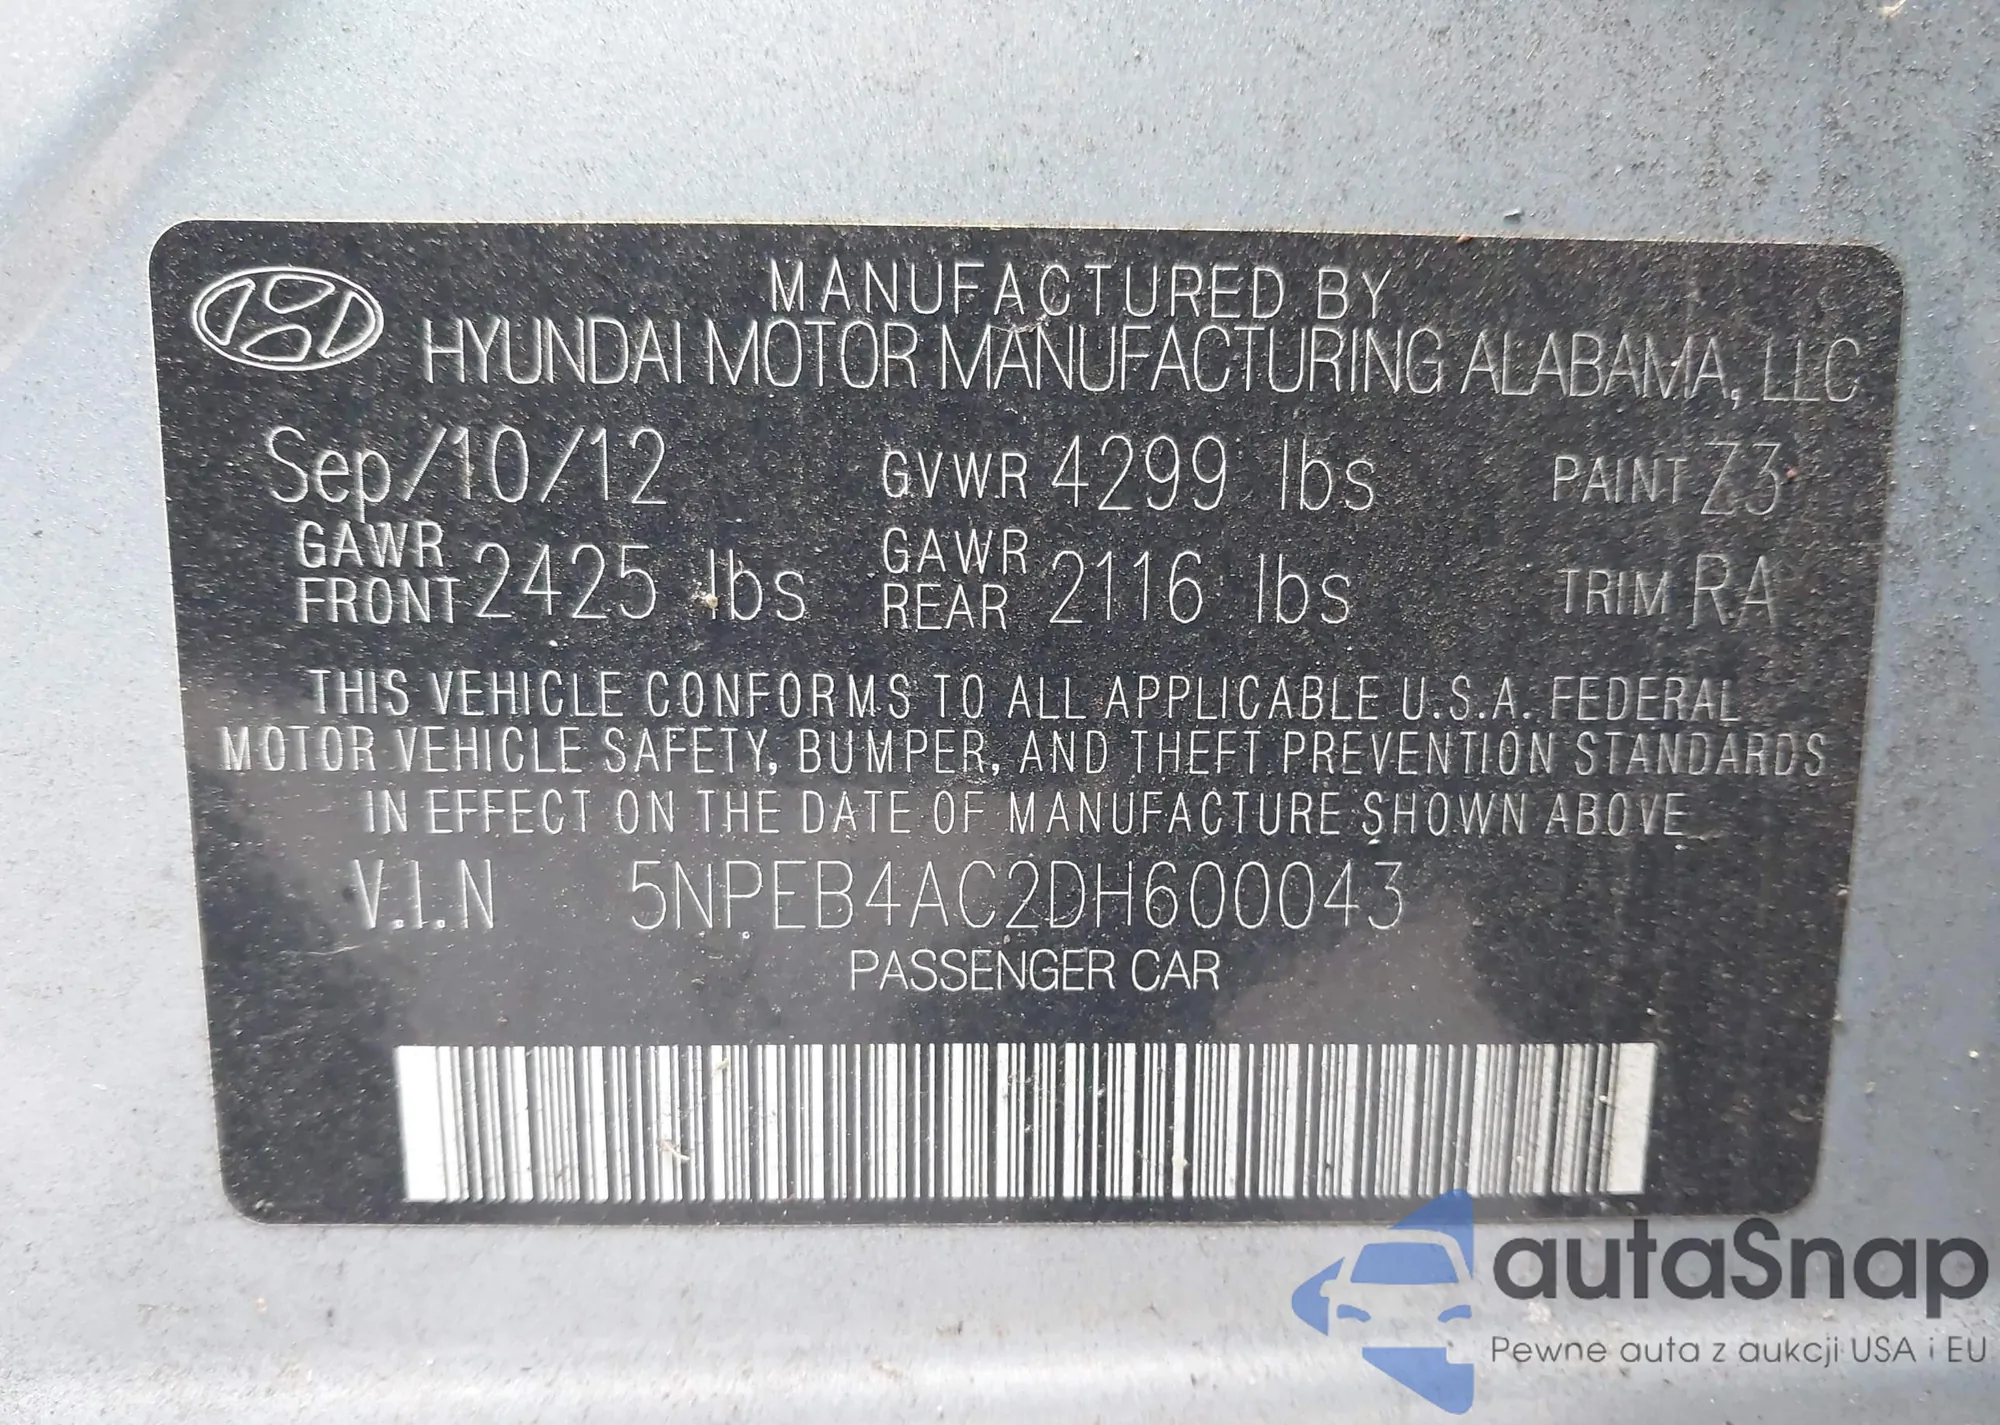 MANUFACTURED BY
HYUNDAI MOTOR MANUFACTURING ALABAMA, LLC
Sep/10/12 GVWR 4299 lbs PAINT Z3
GAWR FRONT 2425 lbs GAWR REAR 2116 lbs TRIM RA
THIS VEHICLE CONFORMS TO ALL APPLICABLE U.S.A. FEDERAL
MOTOR VEHICLE SAFETY, BUMPER, AND THEFT PREVENTION STANDARDS
IN EFFECT ON THE DATE OF MANUFACTURE SHOWN ABOVE
V.I.N 5NPEB4AC2DH600043
PASSENGER CAR
autaSnap
Pewne auta z aukcji USA i EU